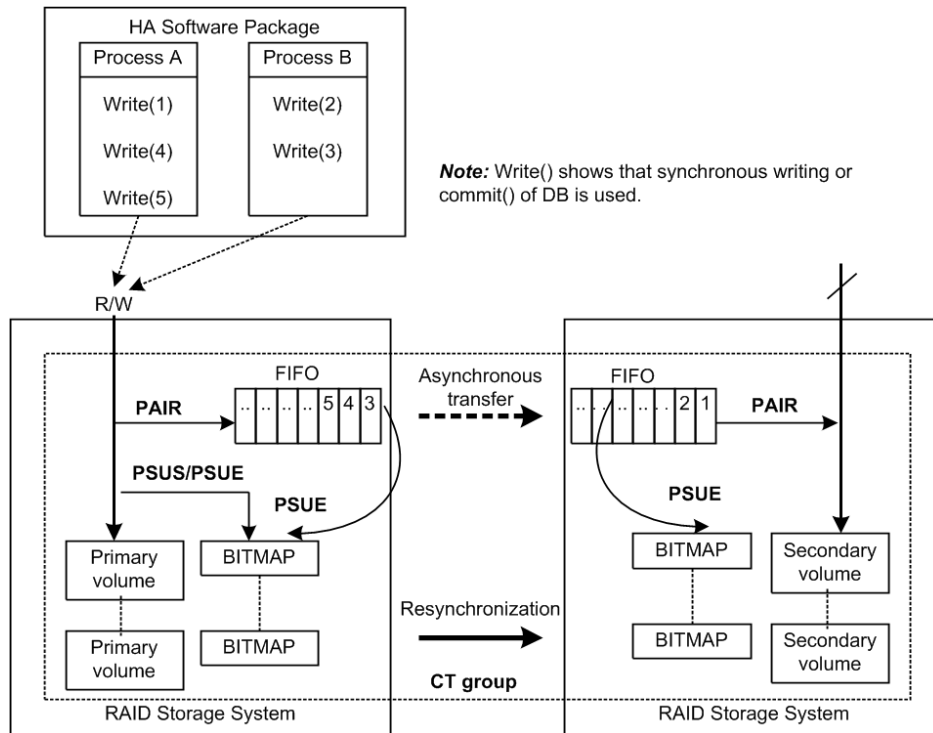 HA Software Package
Process A
Process B
Write(1)
Write(2)
Write(4)
Write(3)
Write(5)
Note: Write() shows that synchronous writing or
commit() of DB is used.
R/W
FIFO
.. .. .. .. 5 4 3
Asynchronous
transfer
FIFO
.. .. .. .. .. 2 1
PAIR
PAIR
PSUS/PSUE
PSUE
PSUE
Primary
volume
BITMAP
BITMAP
Secondary
volume
Resynchronization
Primary
volume
BITMAP
BITMAP
Secondary
volume
CT group
RAID Storage System
RAID Storage System